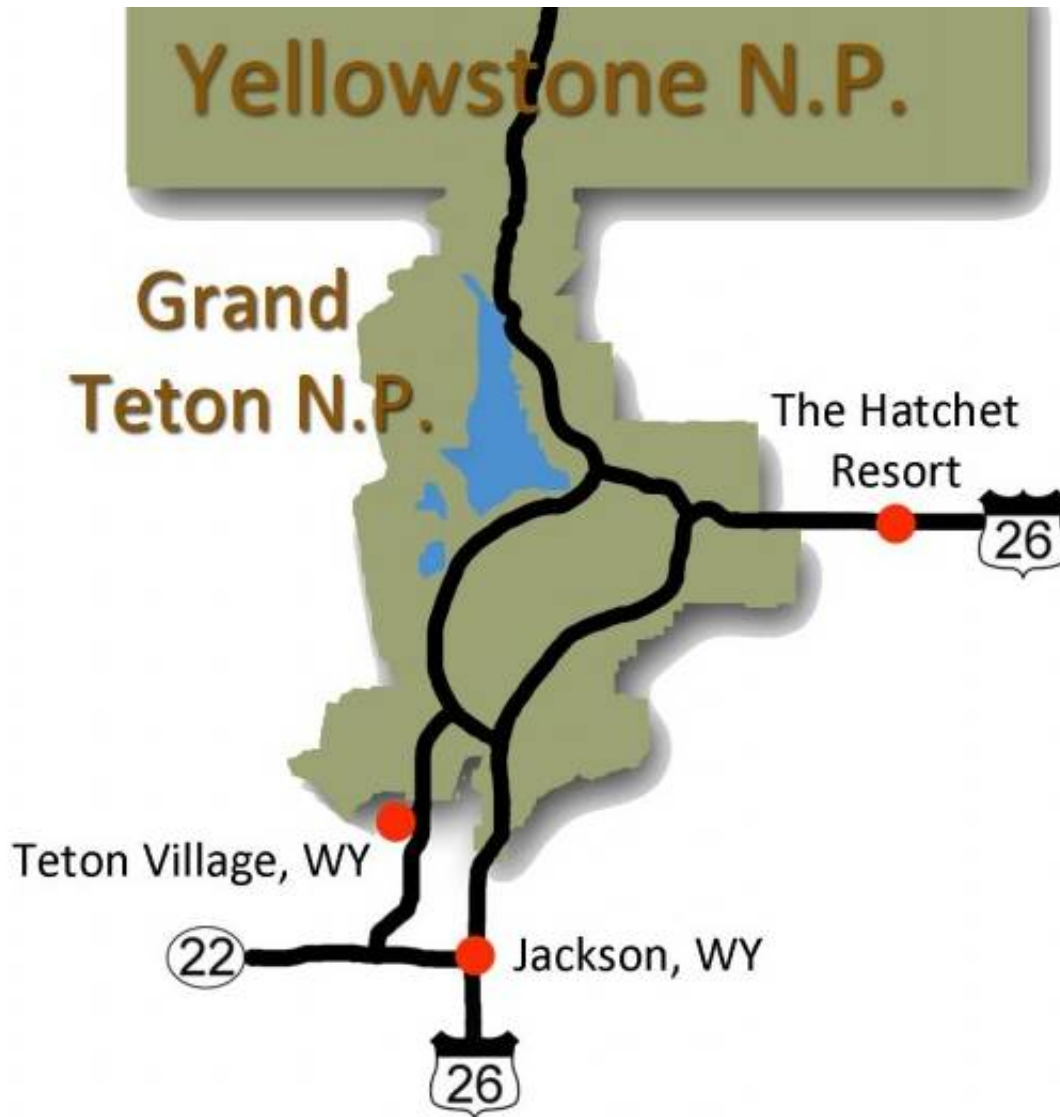 Yellowstone N.P.
Grand
Teton N.P.
The Hatchet
Resort
26
Teton Village, WY
22
Jackson, WY
26